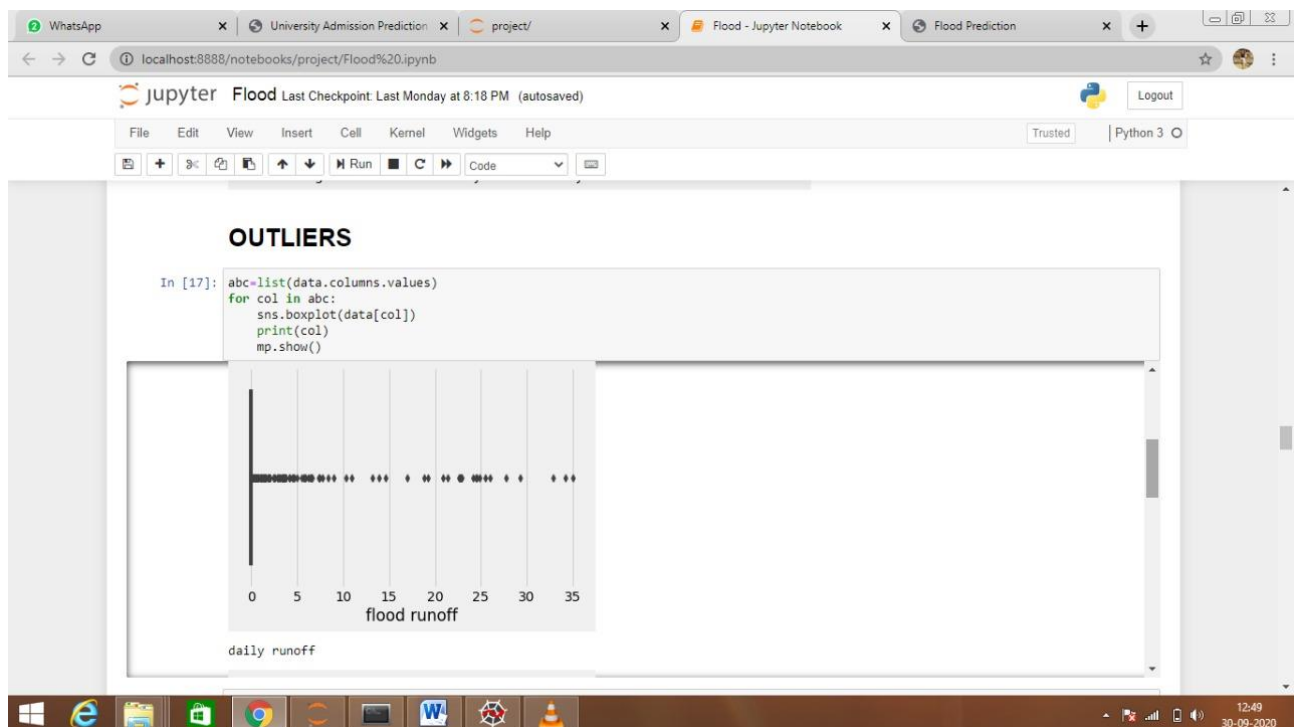 WhatsApp
University Admission Prediction
project/
Flood - Jupyter Notebook
Flood Prediction
localhost:8888/notebooks/project/Flood%20.ipynb
jupyter Flood Last Checkpoint: Last Monday at 8:18 PM (autosaved)
Logout
File Edit View Insert Cell Kernel Widgets Help
Trusted Python 3
Run Code
OUTLIERS
In [17]: abc=list(data.columns.values)
for col in abc:
    sns.boxplot(data[col])
    print(col)
    mp.show()
0 5 10 15 20 25 30 35
flood runoff
daily runoff
12:49
30-09-2020